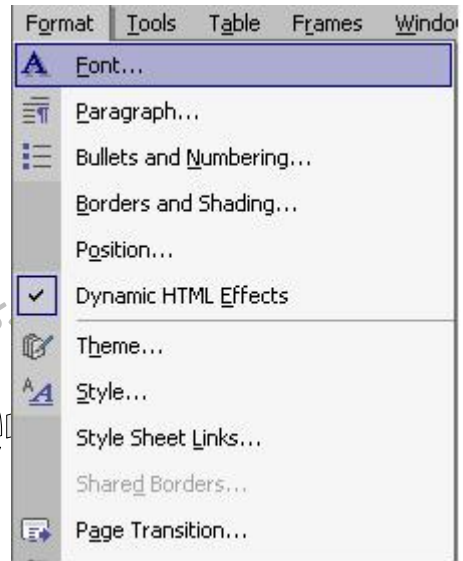 Format Tools Table Frames
Font...
Paragraph...
Bullets and Numbering...
Borders and Shading...
Position...
Dynamic HTML Effects
Theme...
Style...
Style Sheet Links...
Shared Borders...
Page Transition...